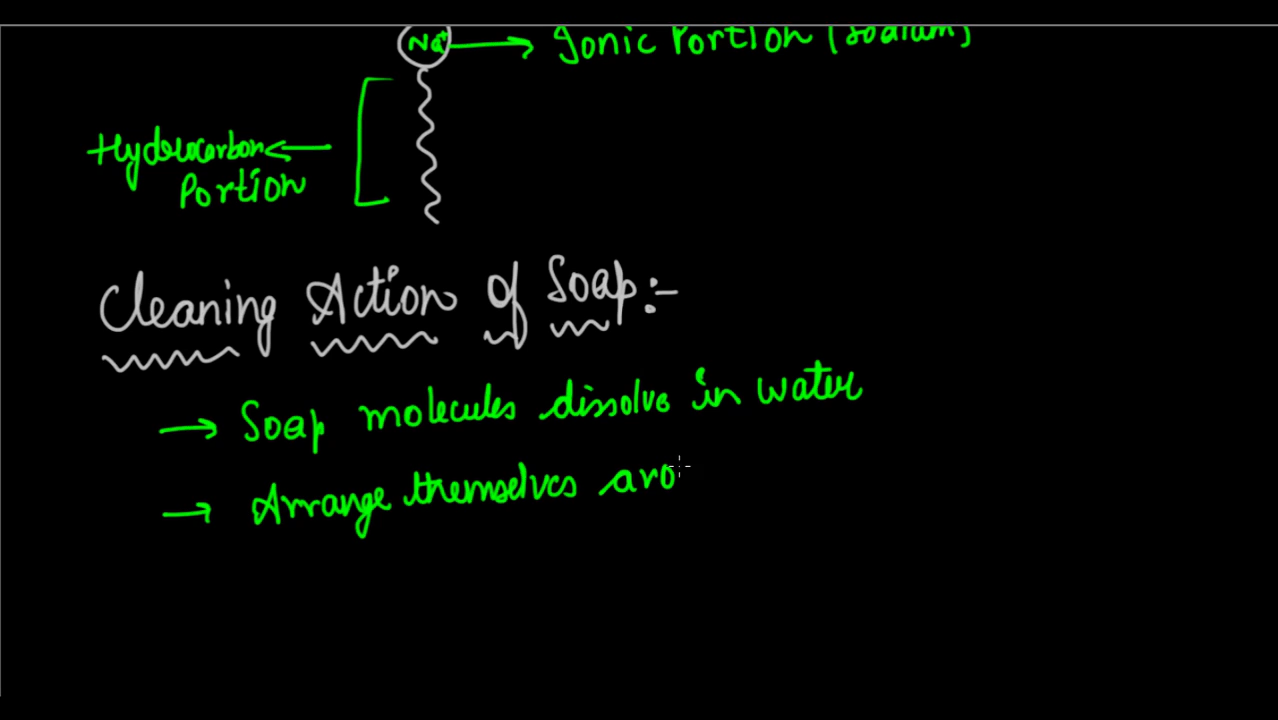 Na+ → Ionic Portion (Sodium)
Hydrocarbon ←
Portion
Cleaning Action of Soap:-
→ Soap molecules dissolve in water
→ Arrange themselves aro